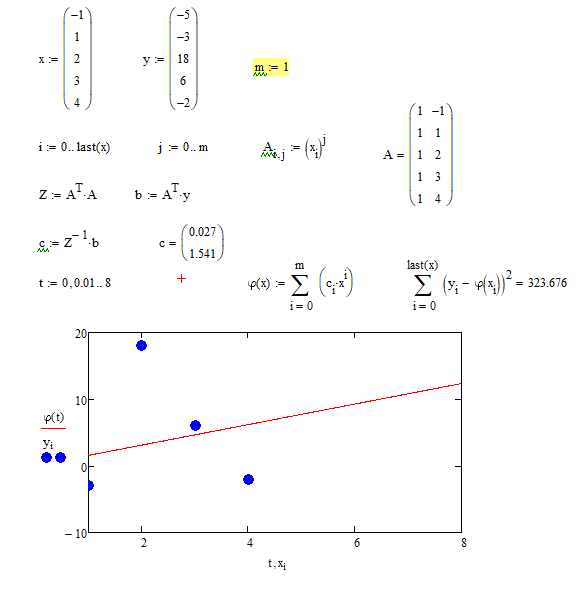 x := (−1 1 2 3 4) y := (−5 −3 18 6 −2) m := 1
i := 0.. last(x) j := 0.. m A_{i,j} := (x_i)^j A = (1 −1 1 1 1 2 1 3 1 4)
Z := A^T·A b := A^T·y
c := Z^{−1}·b c = (0.027 1.541)
t := 0, 0.01.. 8 φ(x) := ∑_{i = 0}^{m} (c_i·x^i) ∑_{i = 0}^{last(x)} (y_i − φ(x_i))^2 = 323.676
20
10
0
−10
φ(t)
y_i
2 4 6 8
t, x_i